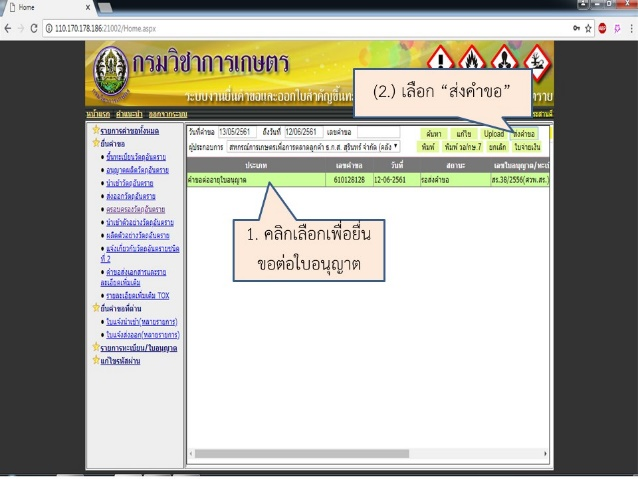 Home
110.170.178.186:21002/Home.aspx
กรมวิชาการเกษตร
ระบบงานยื่นคำขอและออกใบสำคัญขึ้นทะ
ราย
(2.) เลือก “ส่งคำขอ”
หน้าแรก คำแนะนำ ออกจากระบบ
รายการคำขอทั้งหมด
ยื่นคำขอ
ขึ้นทะเบียนวัตถุอันตราย
อนุญาตผลิตวัตถุอันตราย
นำเข้าวัตถุอันตราย
ส่งออกวัตถุอันตราย
ครอบครองวัตถุอันตราย
นำเข้าตัวอย่างวัตถุอันตราย
ผลิตตัวอย่างวัตถุอันตราย
แจ้งเกี่ยวกับวัตถุอันตรายชนิด
ที่ 2
คำขอส่งเอกสารและราย
ละเอียดเพิ่มเติม
รายละเอียดเพิ่มเติม TOX
ยื่นคำขอที่ด่าน
ใบแจ้งนำเข้า(หลายรายการ)
ใบแจ้งส่งออก(หลายรายการ)
รายการทะเบียน/ใบอนุญาต
แก้ไขรหัสผ่าน
วันที่คำขอ 13/05/2561 ถึงวันที่ 12/06/2561 เลขคำขอ ค้นหา แก้ไข Upload ส่งคำขอ
ผู้ประกอบการ สหกรณ์การเกษตรเพื่อการตลาดลูกค้า ธ.ก.ส. สุรินทร์ จำกัด (คลัง พิมพ์ พิมพ์ วอ/กษ.7 ยกเลิก ใบจ่ายเงิน
ประเภท เลขคำขอ วันที่ สถานะ เลขใบอนุญาต/ทะเบี
คำขอต่ออายุใบอนุญาต 610128128 12-06-2561 รอส่งคำขอ สร.38/2556(ศวพ.สร.)
1. คลิกเลือกเพื่อยื่น
ขอต่อใบอนุญาต